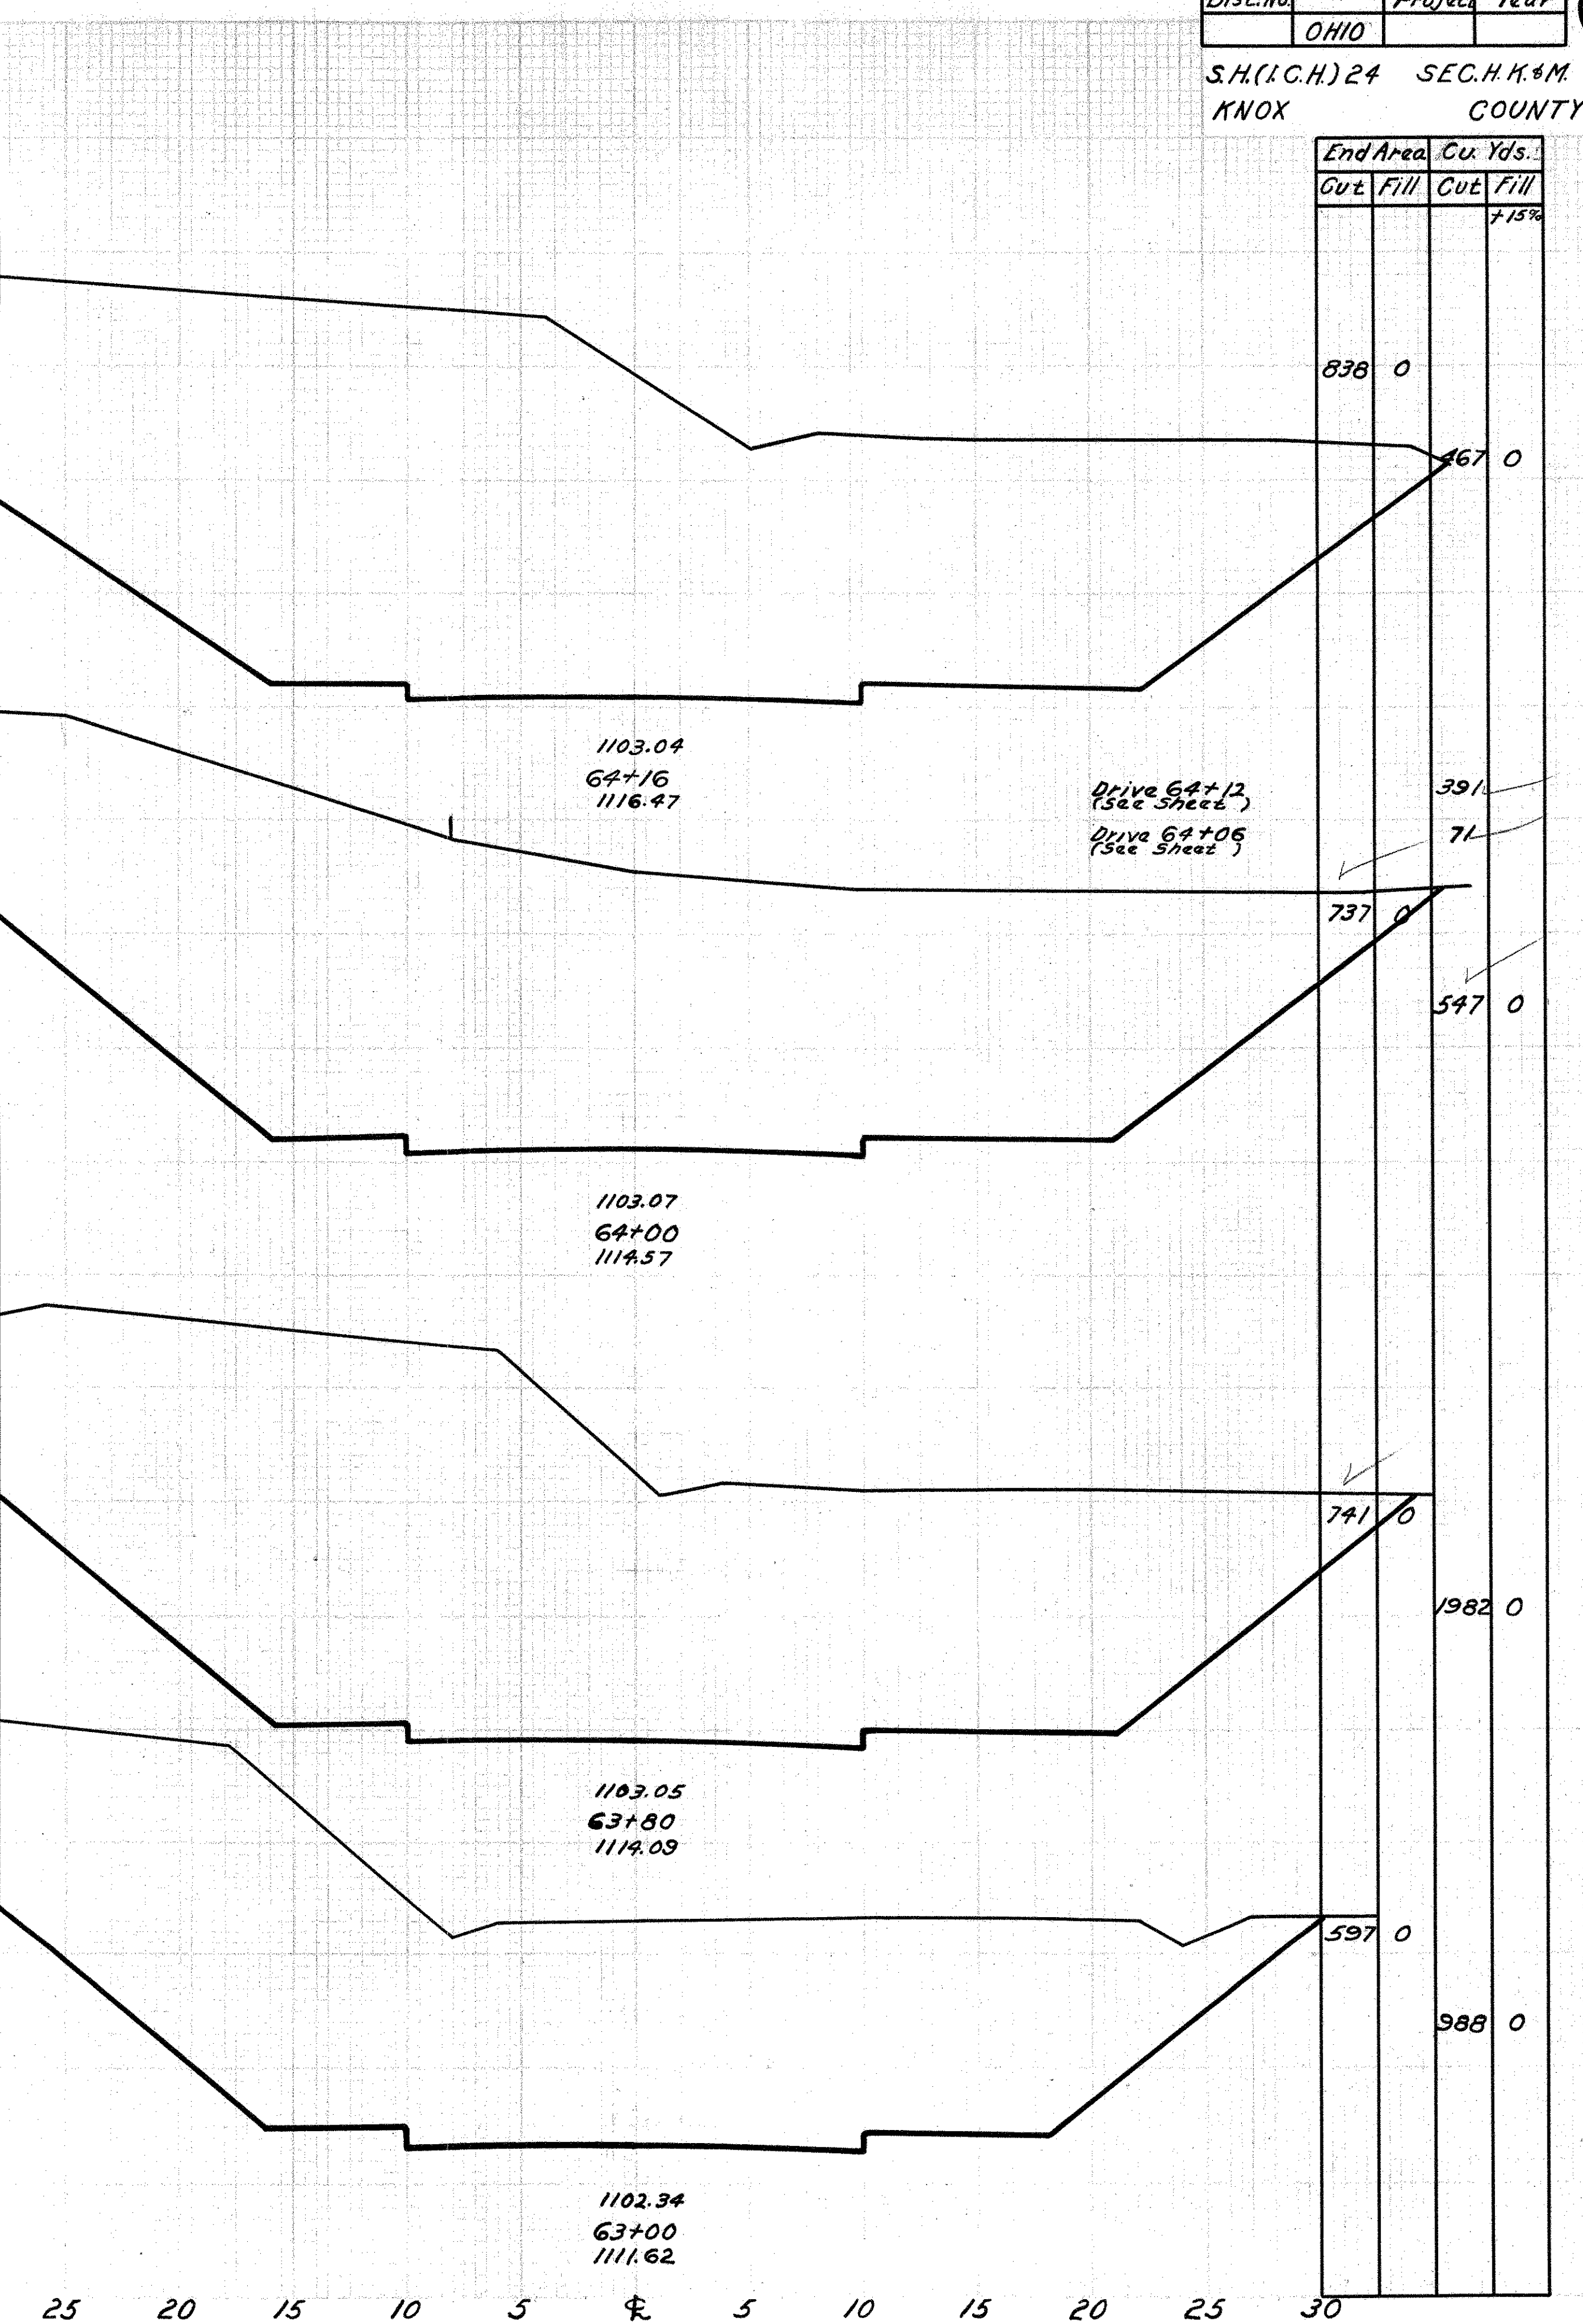 Dist. No. Project Year
OHIO
S.H.(I.C.H.) 24 SEC. H. K. & M.
KNOX COUNTY
End Area Cu. Yds.
Cut Fill Cut Fill
+15%
838 0
467 0
1103.04
64+16
1116.47
Drive 64+12
(See Sheet )
391
Drive 64+06
(See Sheet )
71
737 0
547 0
1103.07
64+00
1114.57
741 0
1982 0
1103.05
63+80
1114.09
597 0
988 0
1102.34
63+00
1111.62
25 20 15 10 5 ℄ 5 10 15 20 25 30